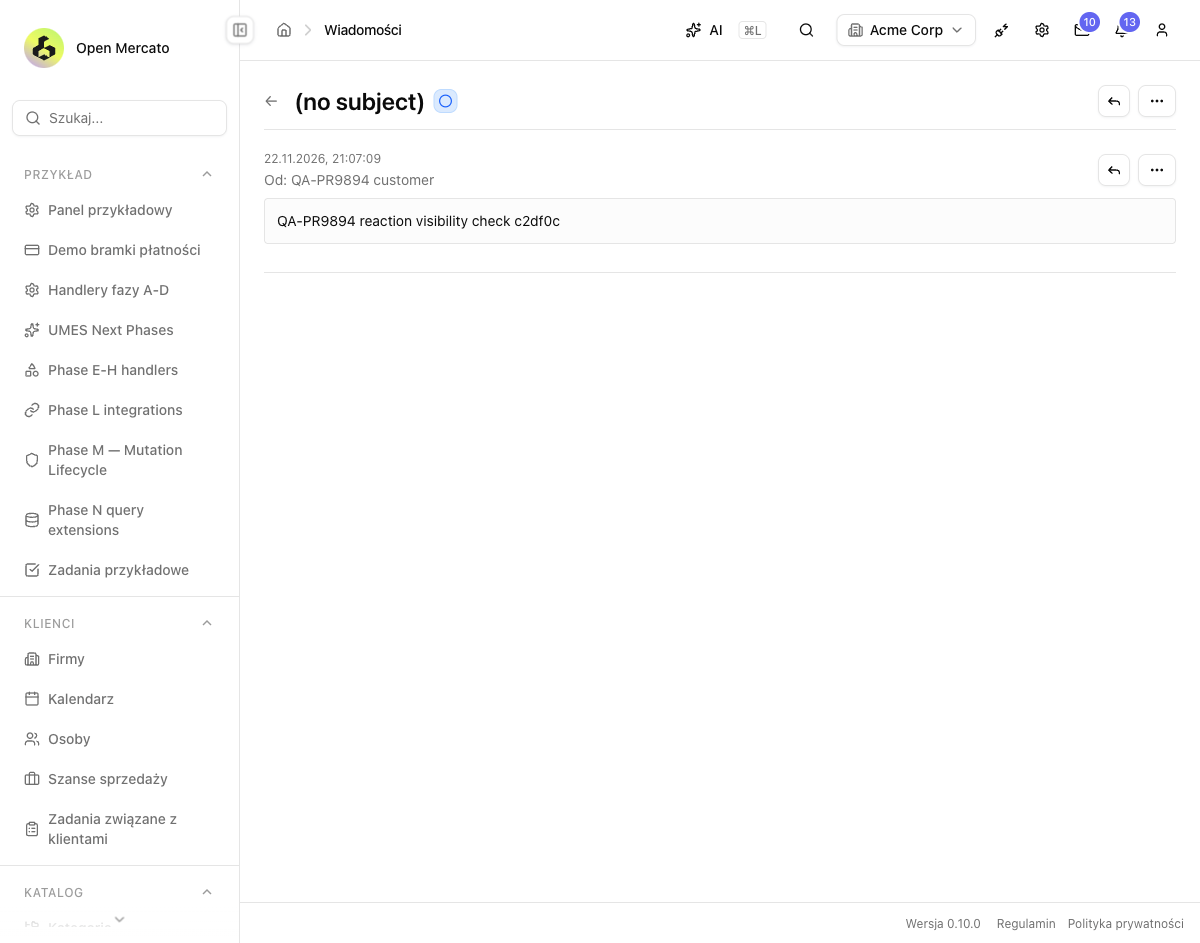 Open Mercato
Szukaj...
PRZYKŁAD
Panel przykładowy
Demo bramki płatności
Handlery fazy A-D
UMES Next Phases
Phase E-H handlers
Phase L integrations
Phase M — Mutation
Lifecycle
Phase N query
extensions
Zadania przykładowe
KLIENCI
Firmy
Kalendarz
Osoby
Szanse sprzedaży
Zadania związane z
klientami
KATALOG
Wiadomości
AI
⌘L
Acme Corp
10
13
(no subject)
22.11.2026, 21:07:09
Od: QA-PR9894 customer
QA-PR9894 reaction visibility check c2df0c
Wersja 0.10.0
Regulamin
Polityka prywatności